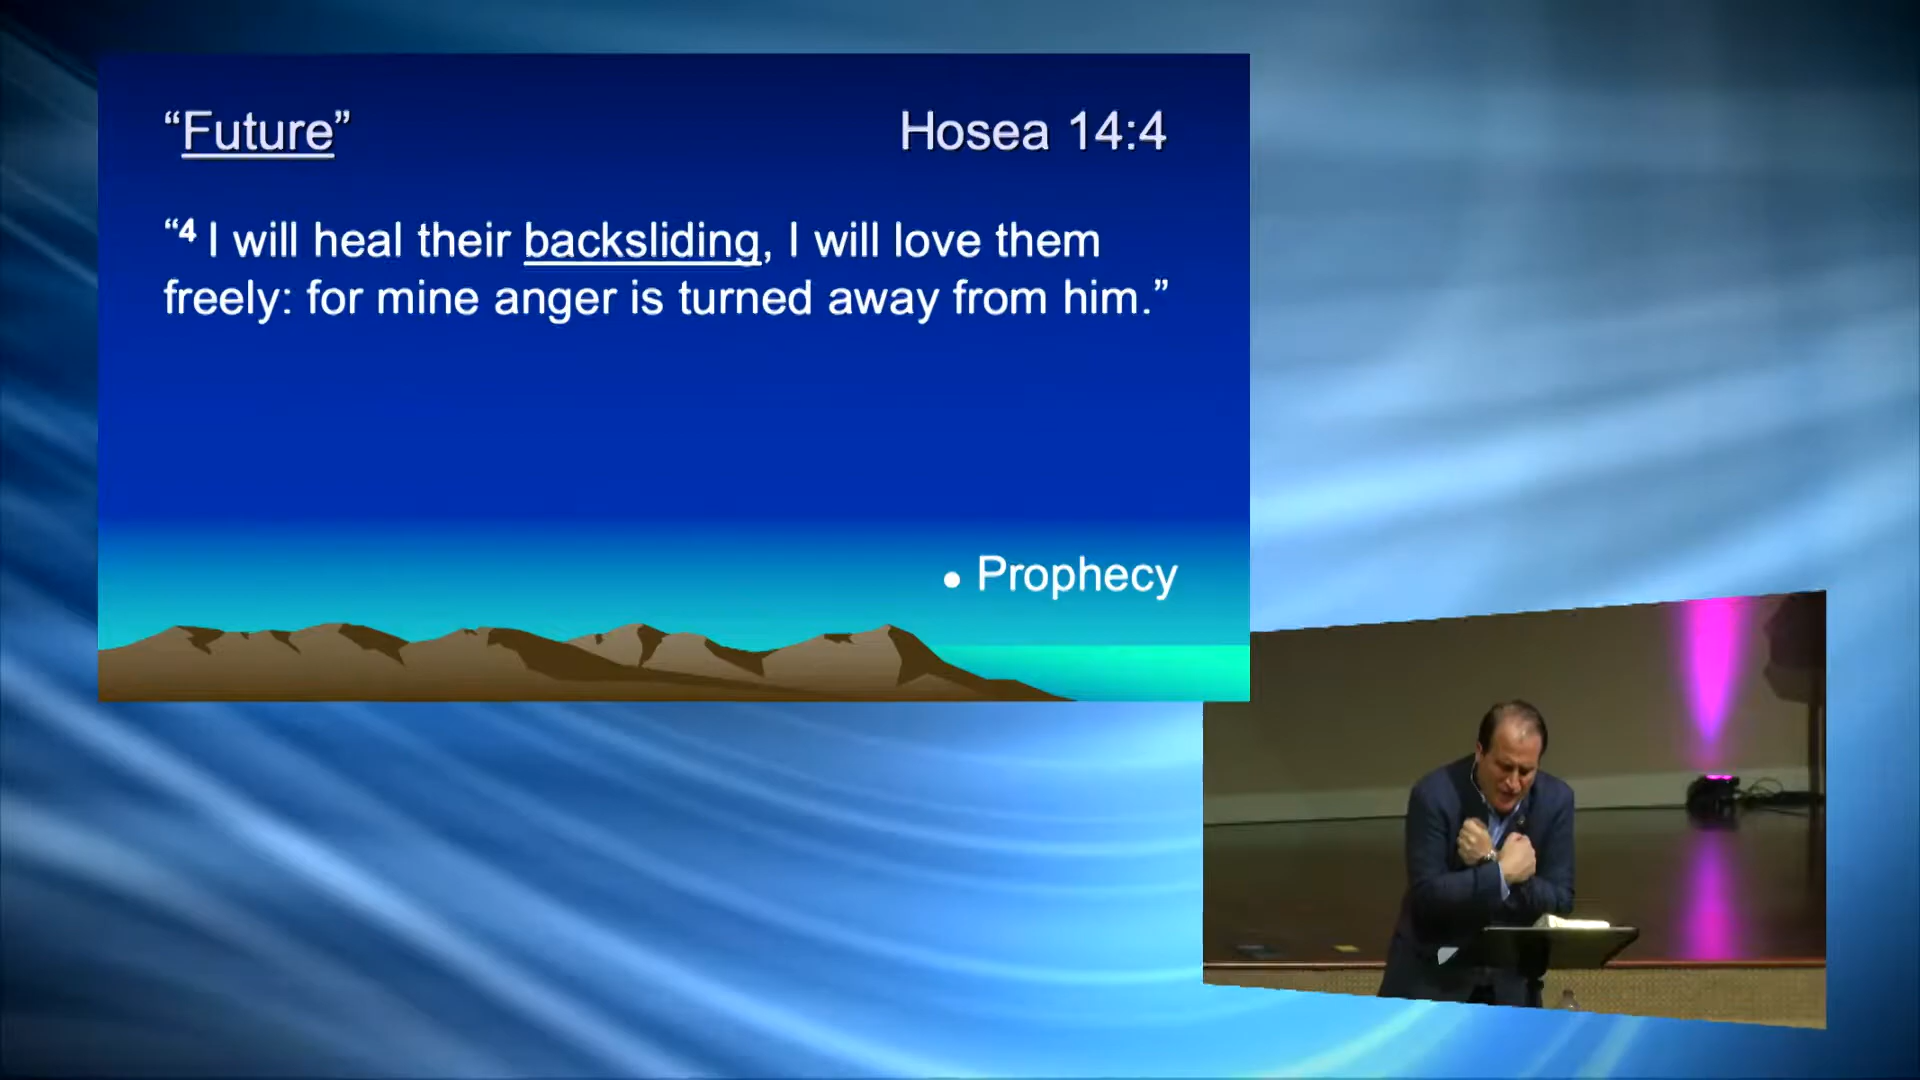 “Future”
Hosea 14:4
“⁴ I will heal their backsliding, I will love them
freely: for mine anger is turned away from him.”
• Prophecy